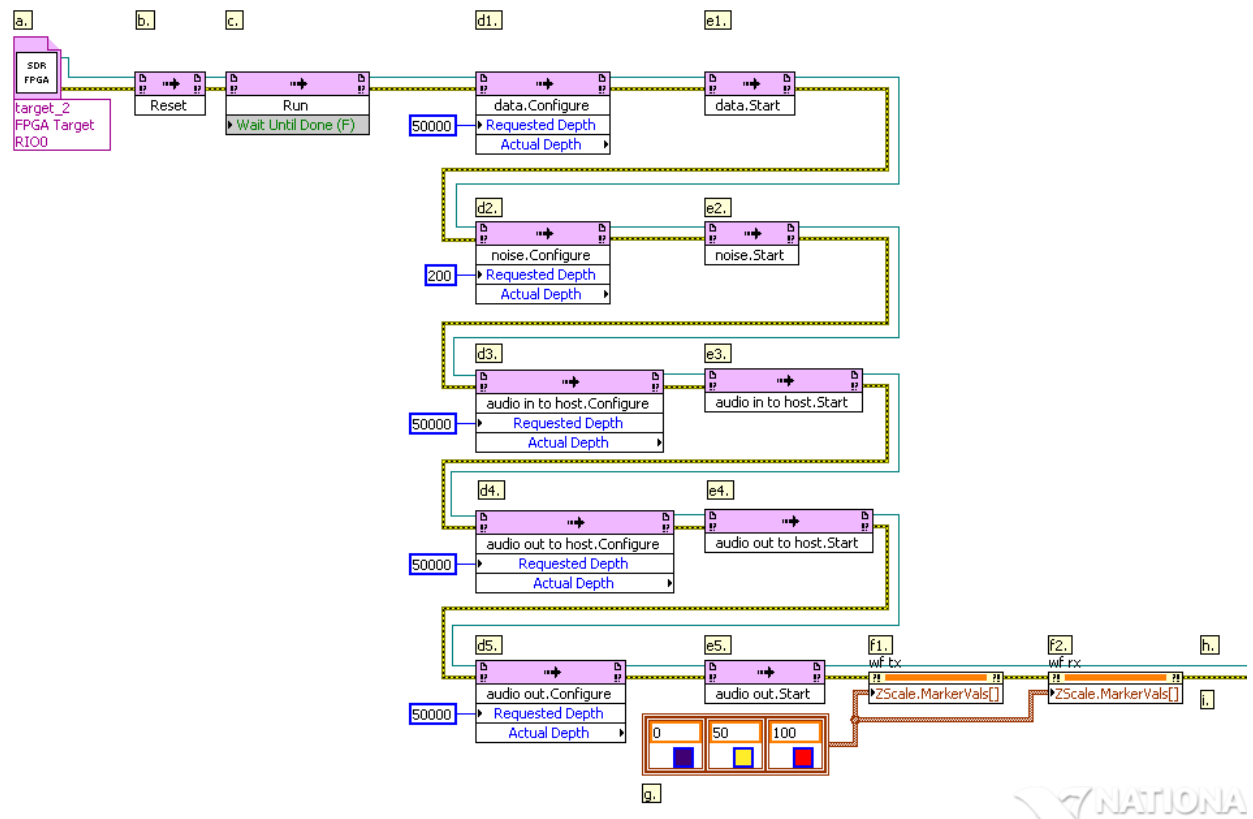 a.
b.
c.
d1.
e1.
SDR
FPGA
target_2
FPGA Target
RIO0
Reset
Run
Wait Until Done (F)
data.Configure
50000
Requested Depth
Actual Depth
data.Start
d2.
e2.
noise.Configure
200
Requested Depth
Actual Depth
noise.Start
d3.
e3.
audio in to host.Configure
50000
Requested Depth
Actual Depth
audio in to host.Start
d4.
e4.
audio out to host.Configure
50000
Requested Depth
Actual Depth
audio out to host.Start
d5.
e5.
f1.
f2.
h.
audio out.Configure
50000
Requested Depth
Actual Depth
audio out.Start
wf tx
ZScale.MarkerVals[]
wf rx
ZScale.MarkerVals[]
i.
0
50
100
g.
NATIONA